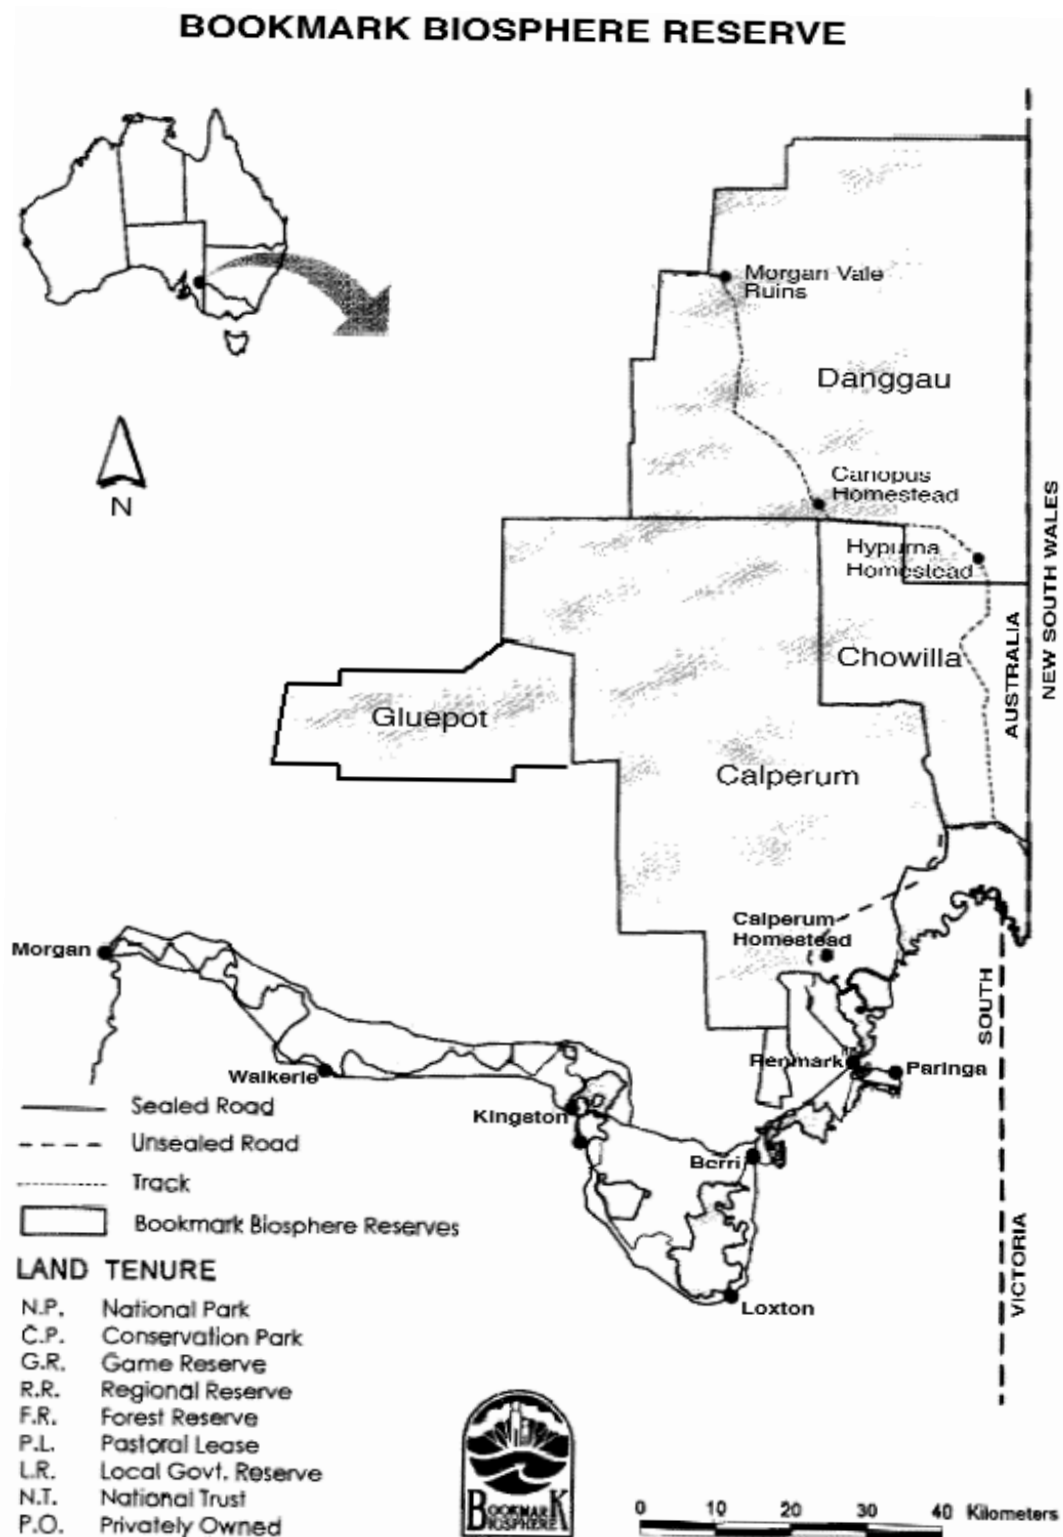 BOOKMARK BIOSPHERE RESERVE
Morgan Vale
Ruins
Danggau
N
Canopus
Homestead
Hypurna
Homestead
NEW SOUTH WALES
AUSTRALIA
Chowilla
Gluepot
Calperum
Calperum
Homestead
Morgan
SOUTH
Renmark
Paringa
Waikerie
Kingston
Berri
VICTORIA
Loxton
Sealed Road
Unsealed Road
Track
Bookmark Biosphere Reserves
LAND TENURE
N.P. National Park
C.P. Conservation Park
G.R. Game Reserve
R.R. Regional Reserve
F.R. Forest Reserve
P.L. Pastoral Lease
L.R. Local Govt. Reserve
N.T. National Trust
P.O. Privately Owned
BOOKMARK
BIOSPHERE
0 10 20 30 40 Kilometers